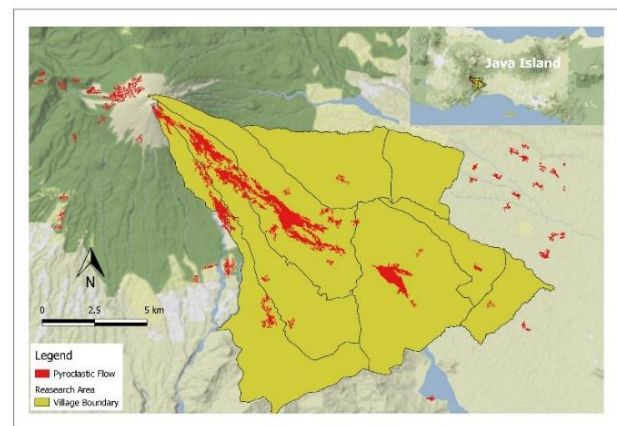 Java Island
N
0 2.5 5 km
Legend
Pyroclastic Flow
Reasearch Area
Village Boundary